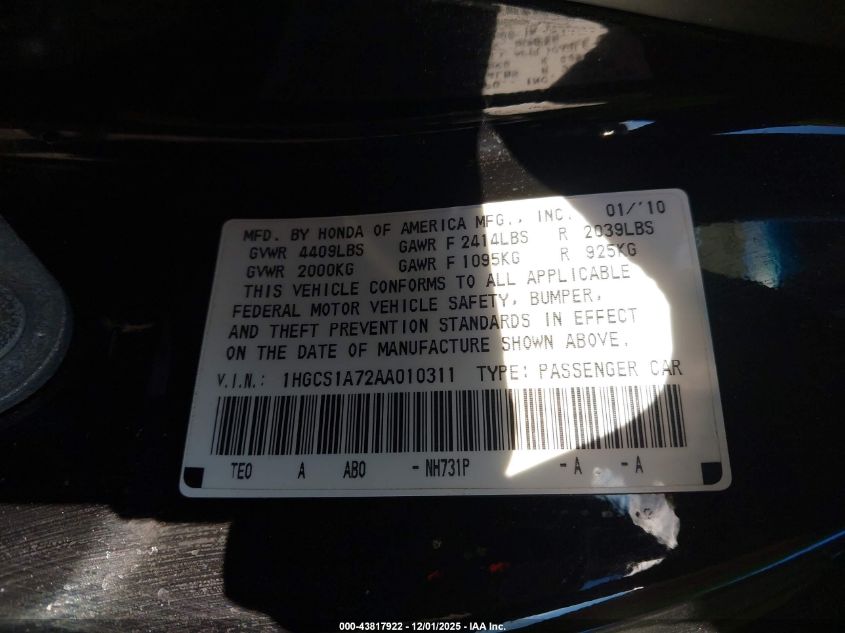 MFD. BY HONDA OF AMERICA MFG., INC. 01/'10
GVWR 4409LBS GAWR F 2414LBS R 2039LBS
GVWR 2000KG GAWR F 1095KG R 925KG
THIS VEHICLE CONFORMS TO ALL APPLICABLE
FEDERAL MOTOR VEHICLE SAFETY, BUMPER,
AND THEFT PREVENTION STANDARDS IN EFFECT
ON THE DATE OF MANUFACTURE SHOWN ABOVE.
V.I.N.: 1HGCS1A72AA010311 TYPE: PASSENGER CAR
TE0 A AB0 - NH731P - A - A
000-43817922 - 12/01/2025 - IAA Inc.